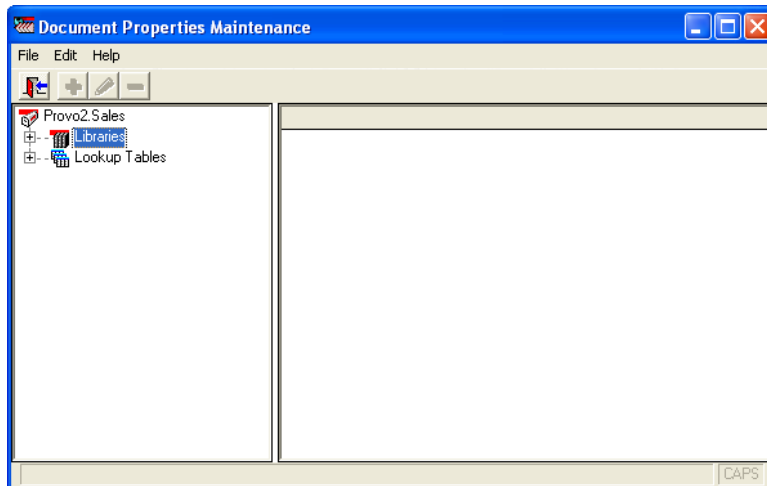 Document Properties Maintenance
File Edit Help
Provo2.Sales
Libraries
Lookup Tables
CAPS